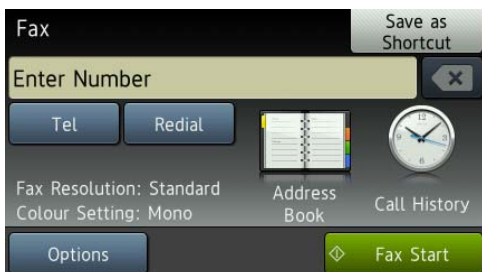 Fax
Save as
Shortcut
Enter Number
Tel
Redial
Fax Resolution: Standard
Colour Setting: Mono
Address
Book
Call History
Options
Fax Start